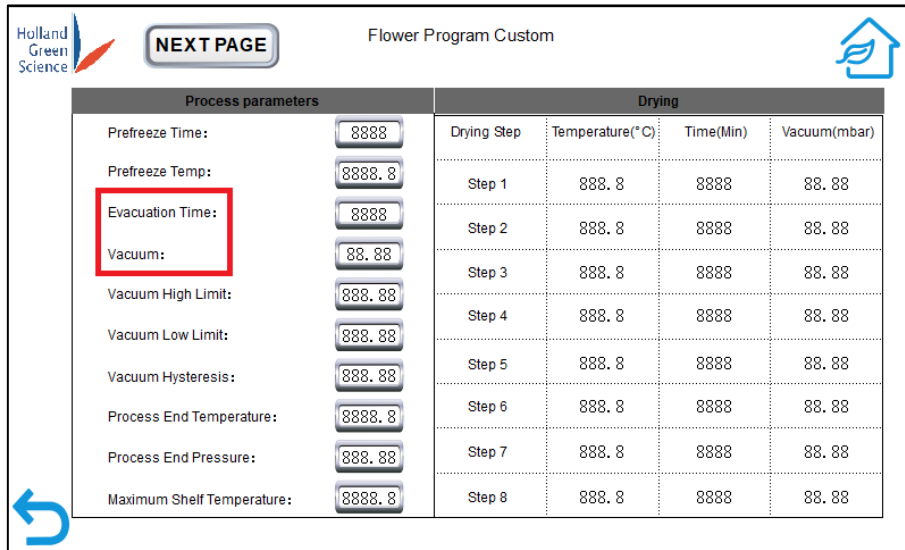 Holland
Green
Science
NEXT PAGE
Flower Program Custom
Process parameters
Drying
Prefreeze Time: 8888
Prefreeze Temp: 8888.8
Evacuation Time: 8888
Vacuum: 88.88
Vacuum High Limit: 888.88
Vacuum Low Limit: 888.88
Vacuum Hysteresis: 888.88
Process End Temperature: 8888.8
Process End Pressure: 888.88
Maximum Shelf Temperature: 8888.8
Drying Step Temperature(°C) Time(Min) Vacuum(mbar)
Step 1 888.8 8888 88.88
Step 2 888.8 8888 88.88
Step 3 888.8 8888 88.88
Step 4 888.8 8888 88.88
Step 5 888.8 8888 88.88
Step 6 888.8 8888 88.88
Step 7 888.8 8888 88.88
Step 8 888.8 8888 88.88